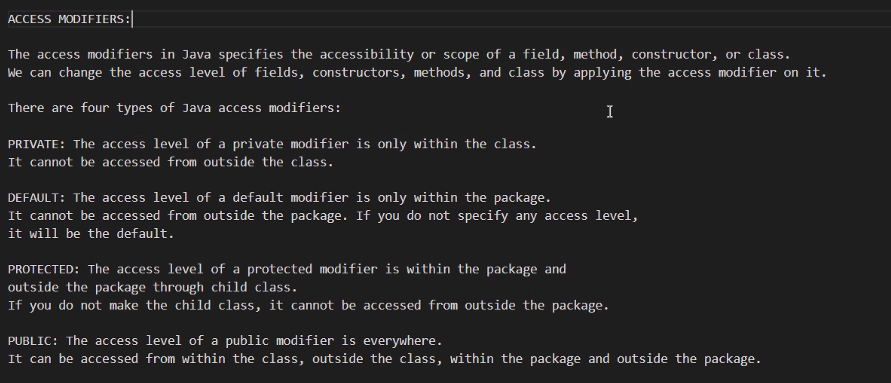 ACCESS MODIFIERS:
The access modifiers in Java specifies the accessibility or scope of a field, method, constructor, or class.
We can change the access level of fields, constructors, methods, and class by applying the access modifier on it.
There are four types of Java access modifiers:
PRIVATE: The access level of a private modifier is only within the class.
It cannot be accessed from outside the class.
DEFAULT: The access level of a default modifier is only within the package.
It cannot be accessed from outside the package. If you do not specify any access level,
it will be the default.
PROTECTED: The access level of a protected modifier is within the package and
outside the package through child class.
If you do not make the child class, it cannot be accessed from outside the package.
PUBLIC: The access level of a public modifier is everywhere.
It can be accessed from within the class, outside the class, within the package and outside the package.